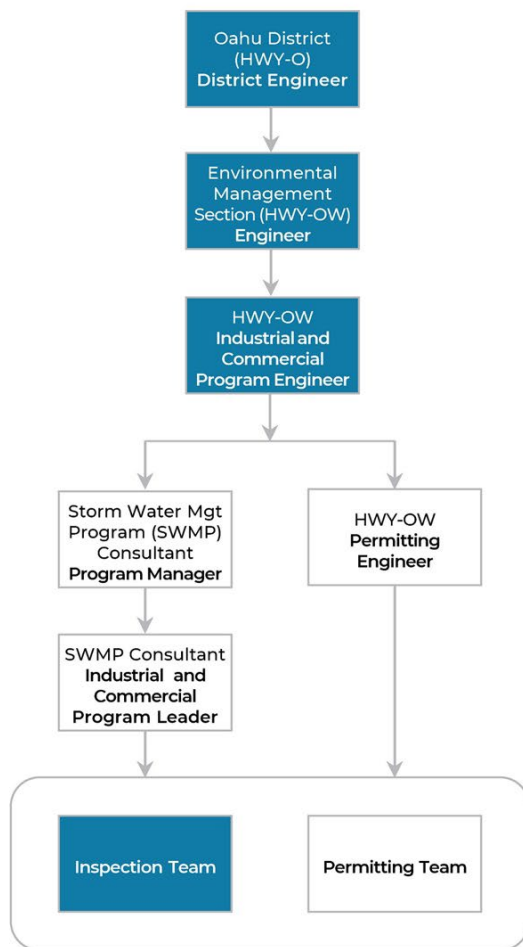 Oahu District
(HWY-O)
District Engineer
Environmental
Management
Section (HWY-OW)
Engineer
HWY-OW
Industrial and
Commercial
Program Engineer
Storm Water Mgt
Program (SWMP)
Consultant
Program Manager
HWY-OW
Permitting
Engineer
SWMP Consultant
Industrial and
Commercial
Program Leader
Inspection Team
Permitting Team